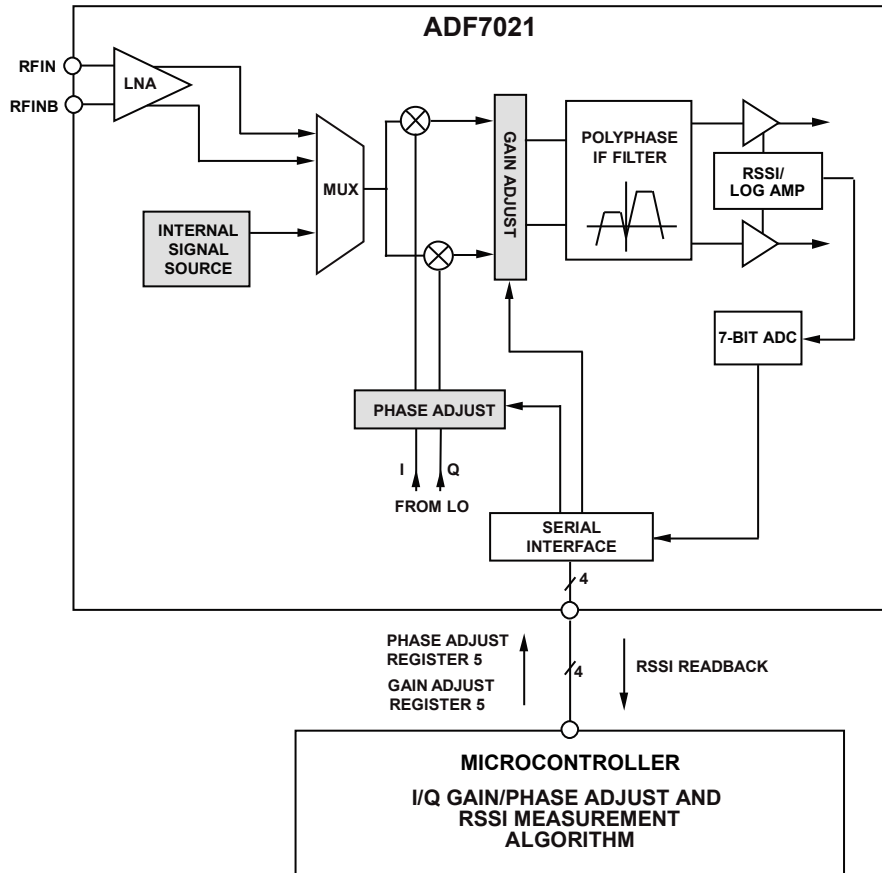 ADF7021
RFIN
RFINB
LNA
MUX
INTERNAL
SIGNAL
SOURCE
GAIN ADJUST
POLYPHASE
IF FILTER
RSSI/
LOG AMP
7-BIT ADC
PHASE ADJUST
I
Q
FROM LO
SERIAL
INTERFACE
4
PHASE ADJUST
REGISTER 5
GAIN ADJUST
REGISTER 5
4
RSSI READBACK
MICROCONTROLLER
I/Q GAIN/PHASE ADJUST AND
RSSI MEASUREMENT
ALGORITHM